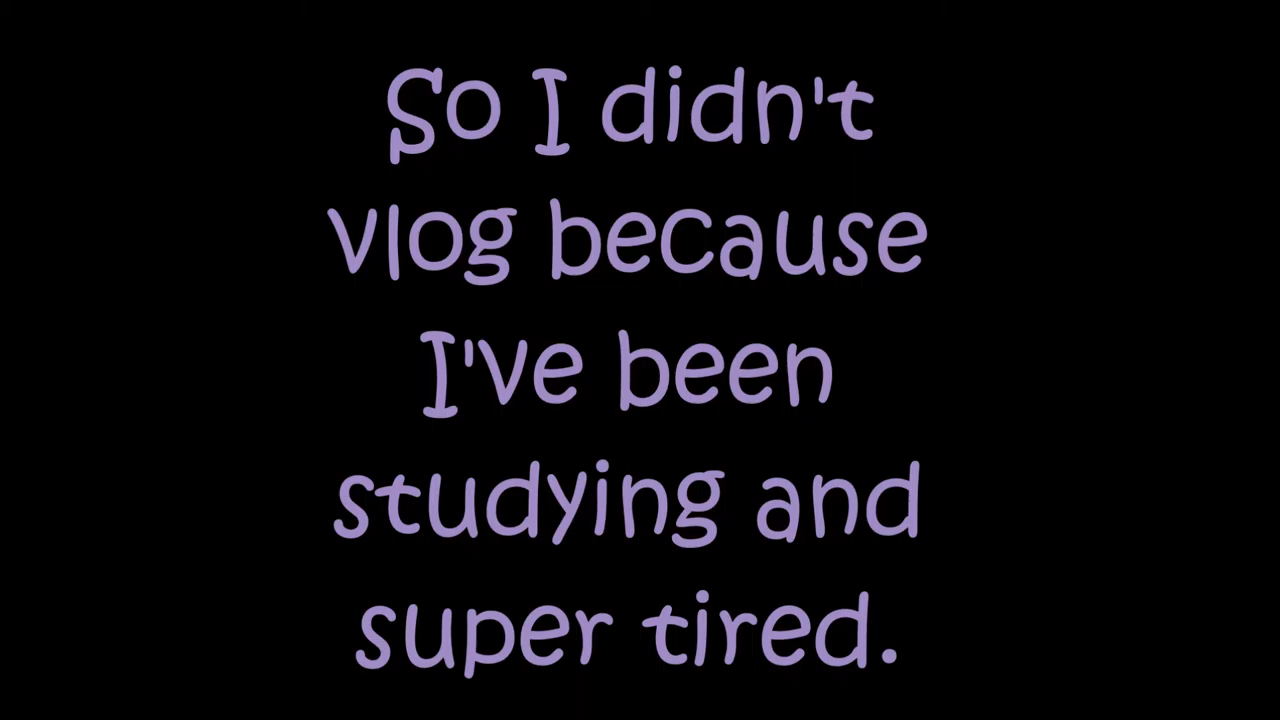 So I didn't
vlog because
I've been
studying and
super tired.